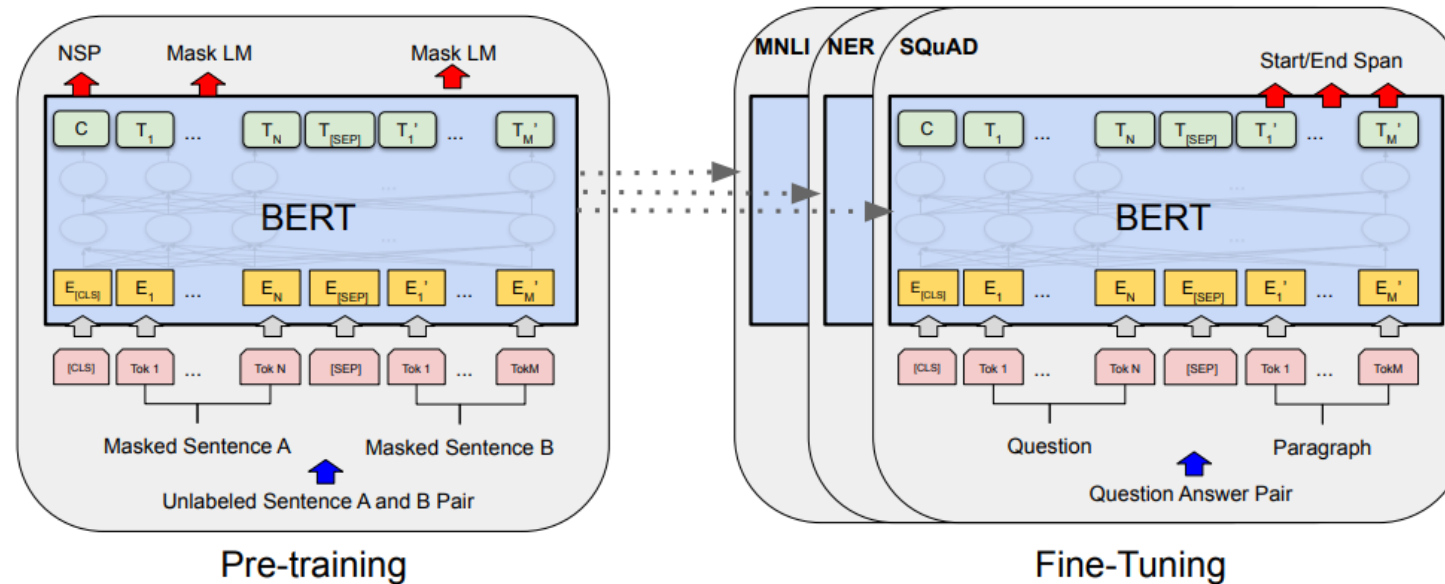 NSP Mask LM Mask LM
C T1 ... TN T[SEP] T1' ... TM'
...
BERT
...
E[CLS] E1 ... EN E[SEP] E1' ... EM'
[CLS] Tok 1 ... Tok N [SEP] Tok 1 ... TokM
Masked Sentence A Masked Sentence B
Unlabeled Sentence A and B Pair
Pre-training
MNLI NER SQuAD
Start/End Span
C T1 ... TN T[SEP] T1' ... TM'
...
BERT
...
E[CLS] E1 ... EN E[SEP] E1' ... EM'
[CLS] Tok 1 ... Tok N [SEP] Tok 1 ... TokM
Question Paragraph
Question Answer Pair
Fine-Tuning